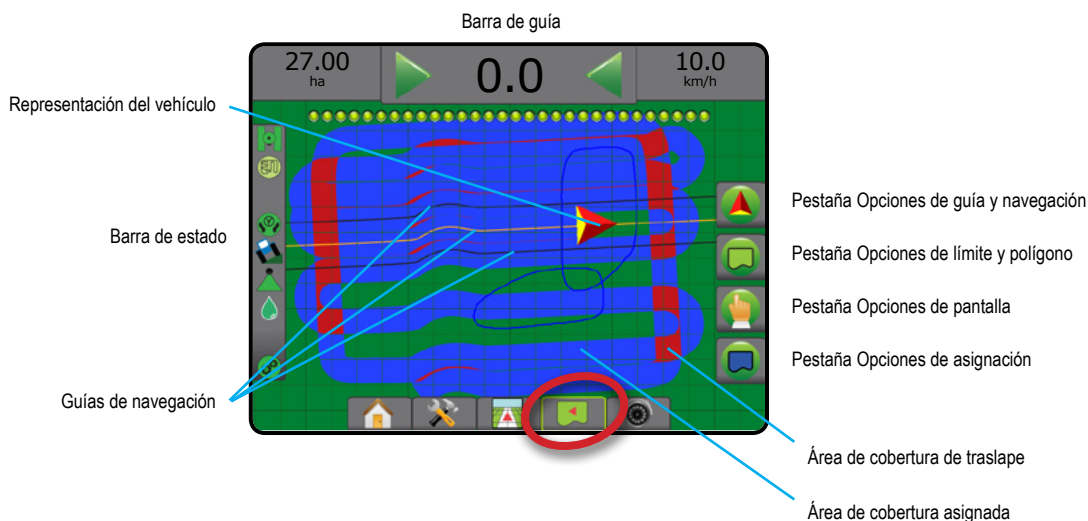 Barra de guía
27.00
ha
0.0
10.0
km/h
Representación del vehículo
Barra de estado
Guías de navegación
Pestaña Opciones de guía y navegación
Pestaña Opciones de límite y polígono
Pestaña Opciones de pantalla
Pestaña Opciones de asignación
Área de cobertura de traslape
Área de cobertura asignada